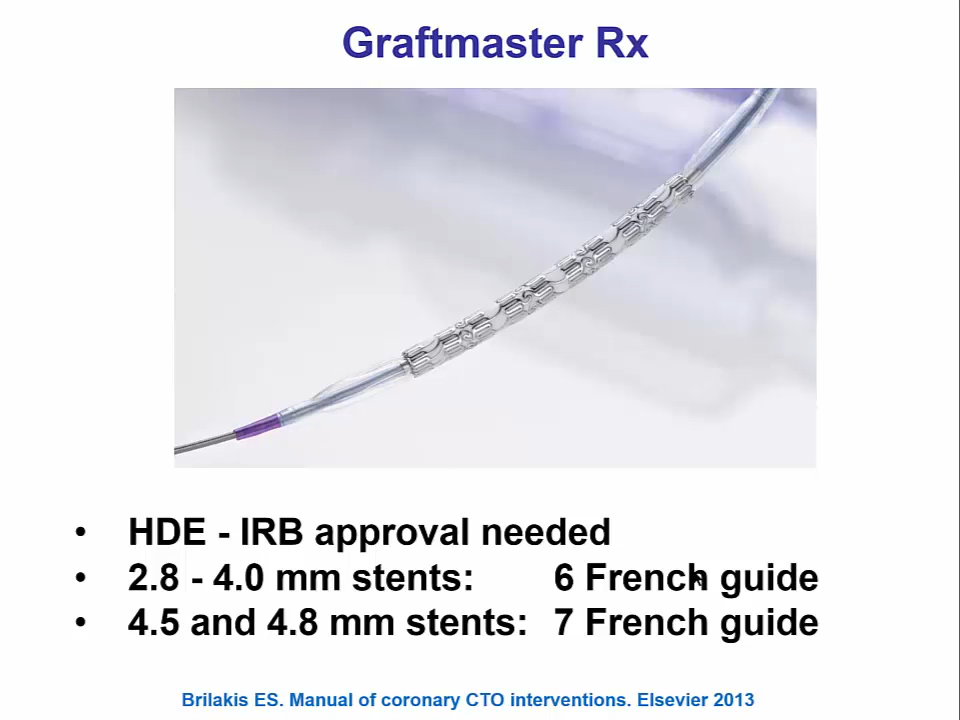 Graftmaster Rx
• HDE - IRB approval needed
• 2.8 - 4.0 mm stents: 6 French guide
• 4.5 and 4.8 mm stents: 7 French guide
Brilakis ES. Manual of coronary CTO interventions. Elsevier 2013